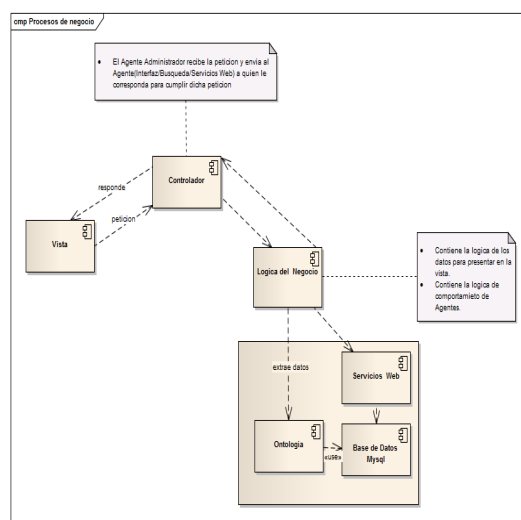 cmp Procesos de negocio
El Agente Administrador recibe la peticion y envia al
Agente(Interfaz/Busqueda/Servicios Web) a quien le
corresponda para cumplir dicha peticion
Controlador
responde
peticion
Vista
Logica del Negocio
Contiene la logica de los
datos para presentar en la
vista.
Contiene la logica de
comportamieto de
Agentes.
extrae datos
Servicios Web
Ontologia
«use»
Base de Datos
Mysql